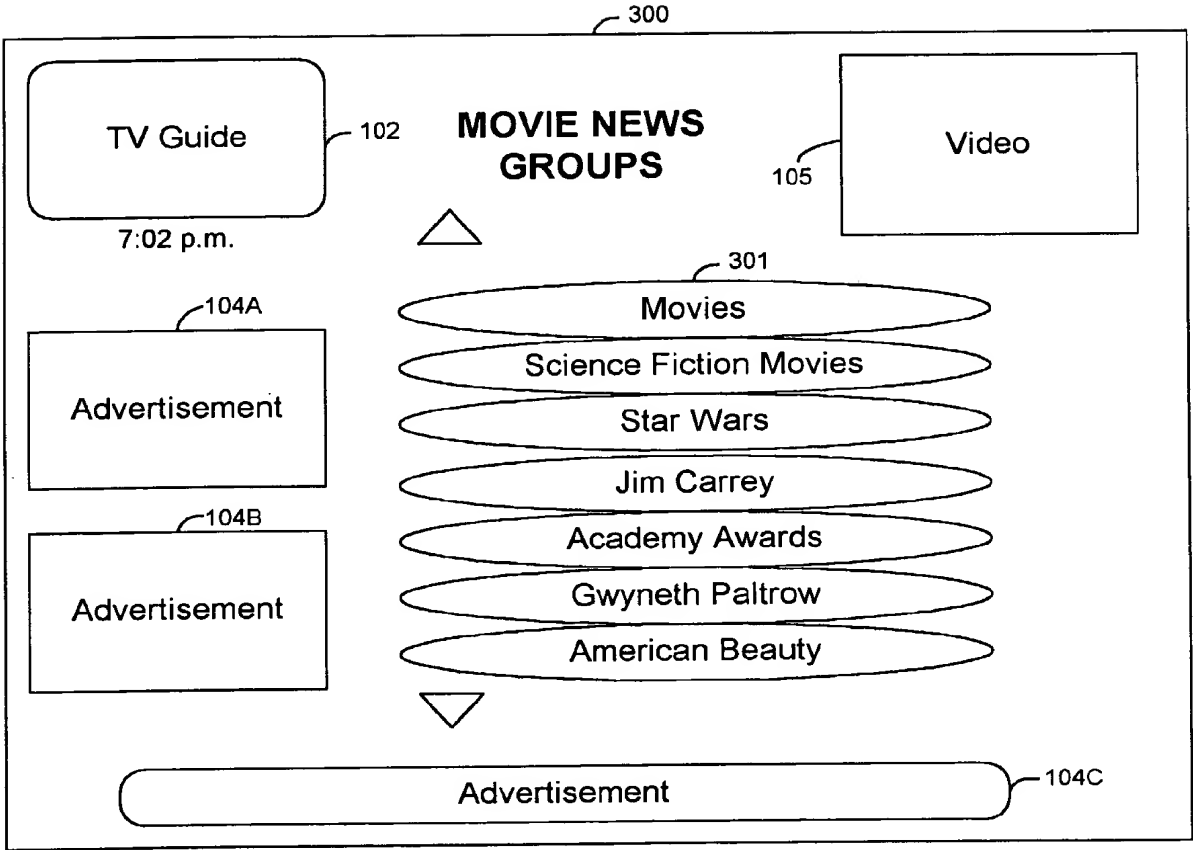 300
TV Guide
102
MOVIE NEWS
GROUPS
105
Video
7:02 p.m.
301
104A
Advertisement
Movies
Science Fiction Movies
Star Wars
Jim Carrey
Academy Awards
Gwyneth Paltrow
American Beauty
104B
Advertisement
Advertisement
104C